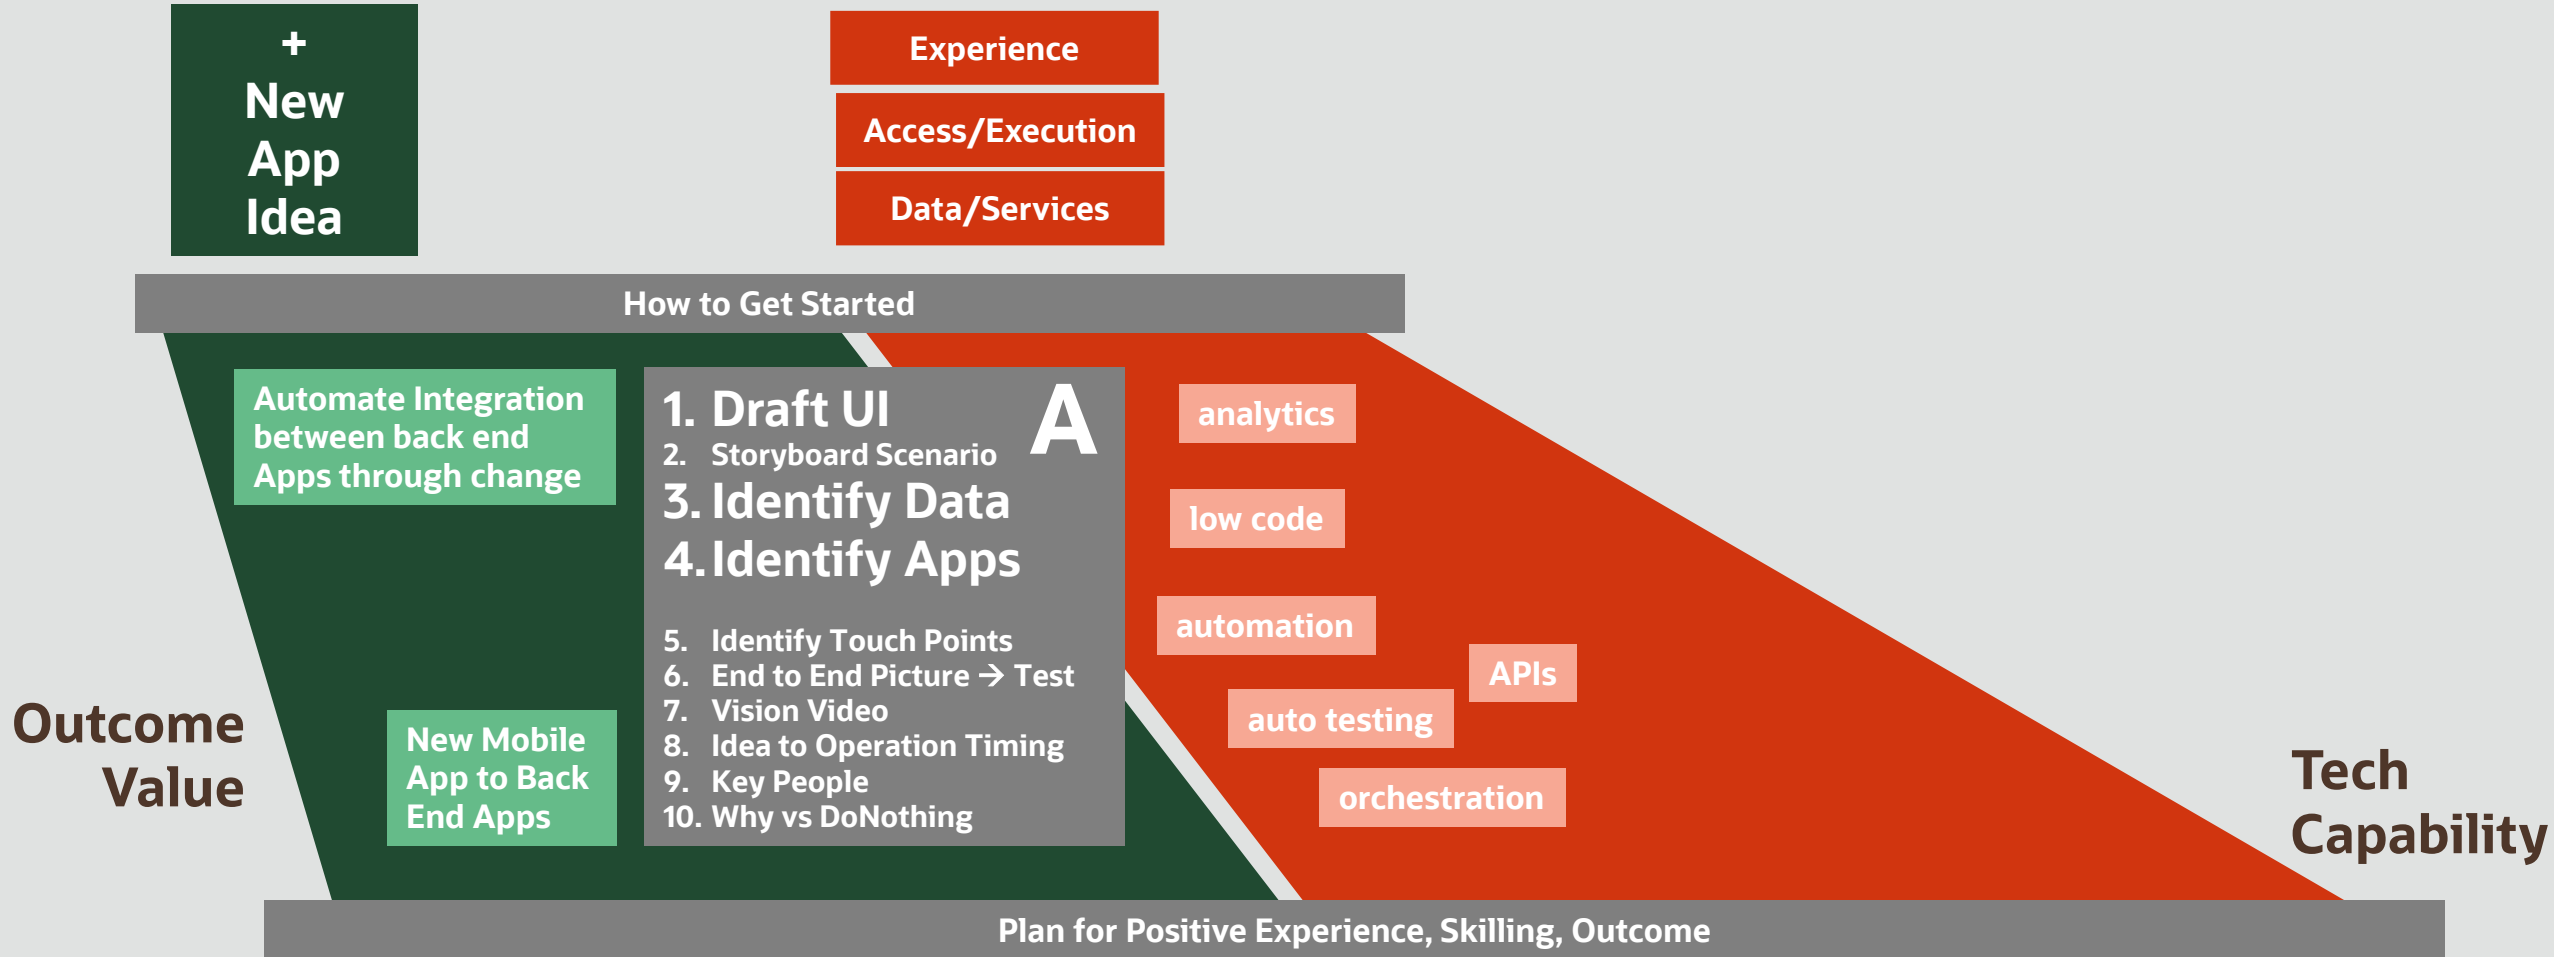 +
New
App
Idea
Experience
Access/Execution
Data/Services
How to Get Started
Automate Integration
between back end
Apps through change
A
1. Draft UI
2. Storyboard Scenario
3. Identify Data
4. Identify Apps
5. Identify Touch Points
6. End to End Picture → Test
7. Vision Video
8. Idea to Operation Timing
9. Key People
10. Why vs DoNothing
analytics
low code
automation
APIs
auto testing
orchestration
Outcome
Value
New Mobile
App to Back
End Apps
Tech
Capability
Plan for Positive Experience, Skilling, Outcome